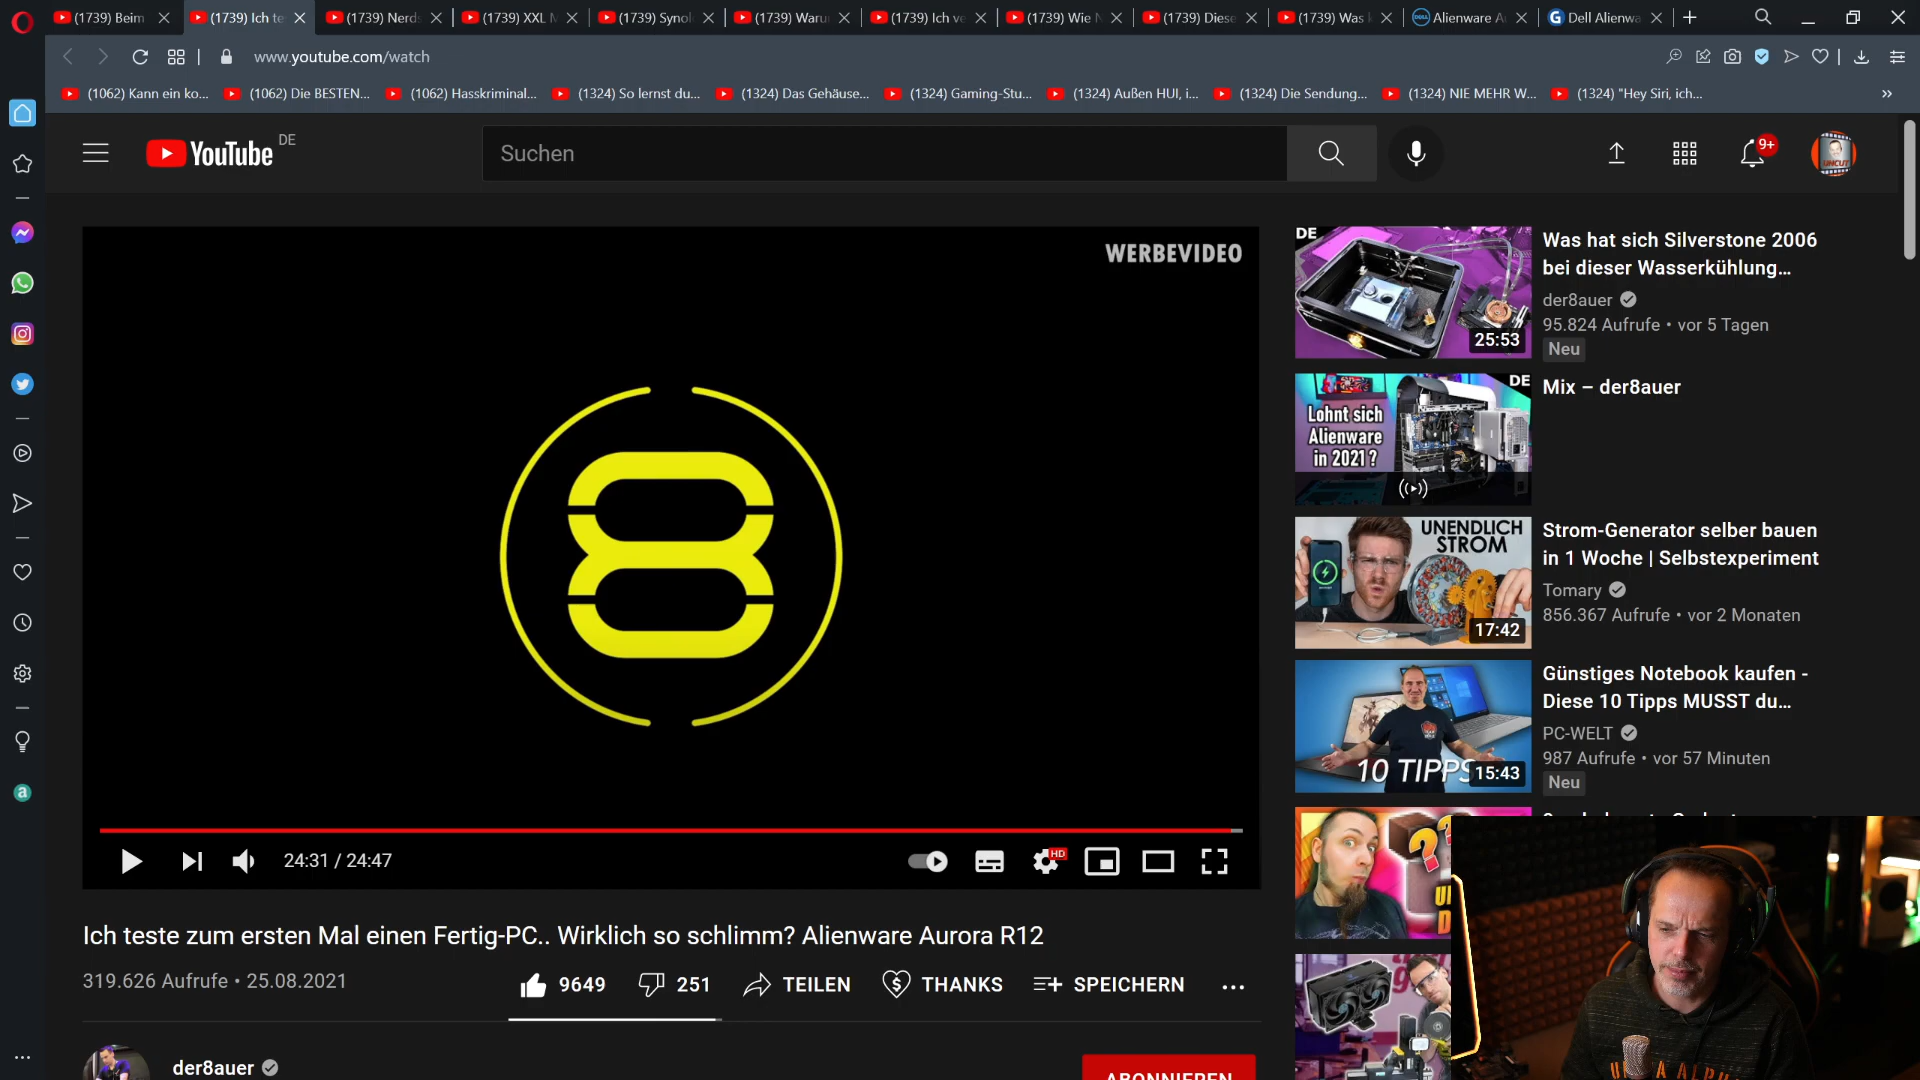 (1739) Beim
(1739) Ich te
(1739) Nerds
(1739) XXL M
(1739) Synol
(1739) Waru
(1739) Ich ve
(1739) Wie N
(1739) Diese
(1739) Was
Alienware A
Dell Alienwa
www.youtube.com/watch
(1062) Kann ein ko...
(1062) Die BESTEN...
(1062) Hasskriminal...
(1324) So lernst du...
(1324) Das Gehäuse...
(1324) Gaming-Stu...
(1324) Außen HUI, i...
(1324) Die Sendung...
(1324) NIE MEHR W...
(1324) "Hey Siri, ich...
YouTube DE
Suchen
9+
UNCUT
WERBEVIDEO
24:31 / 24:47
HD
Ich teste zum ersten Mal einen Fertig-PC.. Wirklich so schlimm? Alienware Aurora R12
319.626 Aufrufe • 25.08.2021
9649
251
TEILEN
THANKS
SPEICHERN
der8auer
ABONNIEREN
DE
25:53
Was hat sich Silverstone 2006
bei dieser Wasserkühlung...
der8auer
95.824 Aufrufe • vor 5 Tagen
Neu
DE
Lohnt sich
Alienware
in 2021?
Mix – der8auer
UNENDLICH
STROM
17:42
Strom-Generator selber bauen
in 1 Woche | Selbstexperiment
Tomary
856.367 Aufrufe • vor 2 Monaten
10 TIPPS
15:43
Günstiges Notebook kaufen -
Diese 10 Tipps MUSST du...
PC-WELT
987 Aufrufe • vor 57 Minuten
Neu